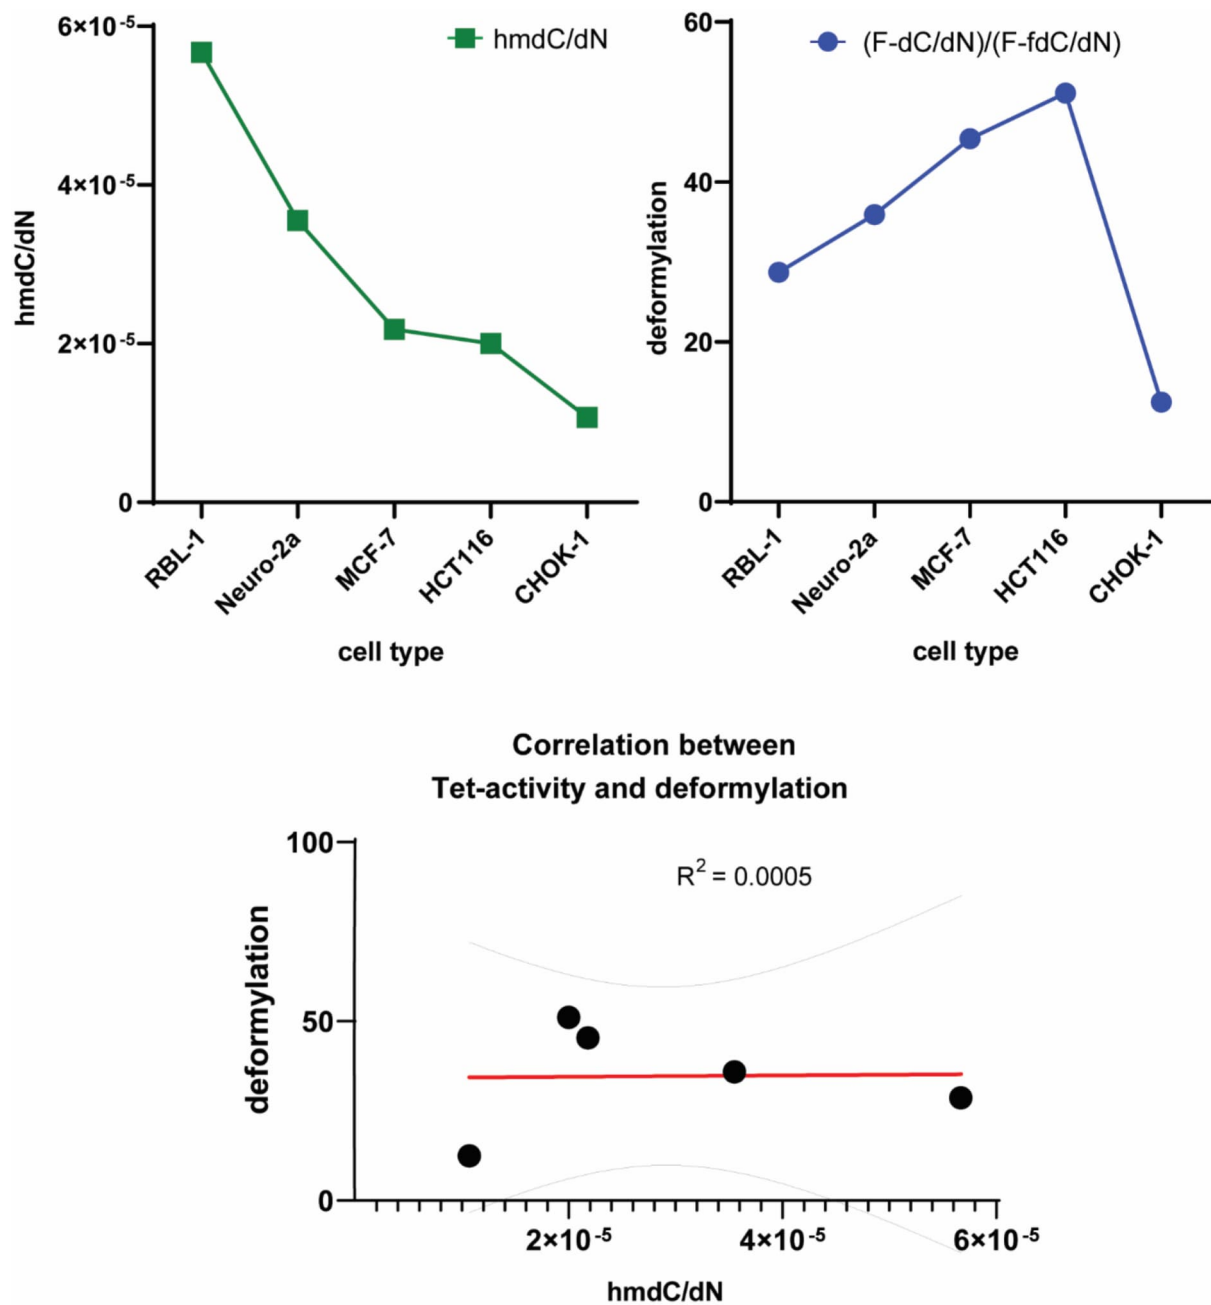 hmdC/dN
6×10⁻⁵
4×10⁻⁵
2×10⁻⁵
0
hmdC/dN
RBL-1
Neuro-2a
MCF-7
HCT116
CHOK-1
cell type
(F-dC/dN)/(F-fdC/dN)
60
40
20
0
deformylation
RBL-1
Neuro-2a
MCF-7
HCT116
CHOK-1
cell type
Correlation between
Tet-activity and deformylation
R² = 0.0005
100
50
0
deformylation
2×10⁻⁵
4×10⁻⁵
6×10⁻⁵
hmdC/dN